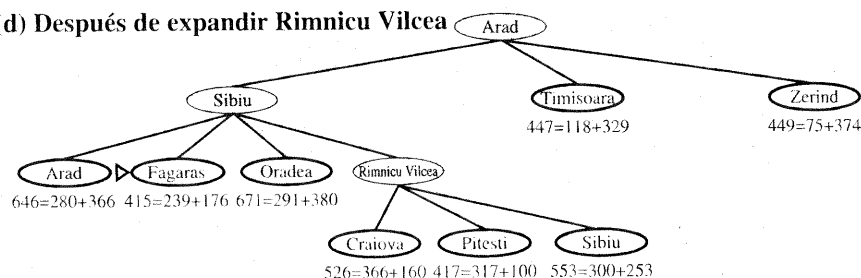 (d) Después de expandir Rimnicu Vilcea
Arad
Sibiu
Timisoara
Zerind
447=118+329
449=75+374
Arad
Fagaras
Oradea
Rimnicu Vilcea
646=280+366 415=239+176 671=291+380
Craiova
Pitesti
Sibiu
526=366+160 417=317+100 553=300+253